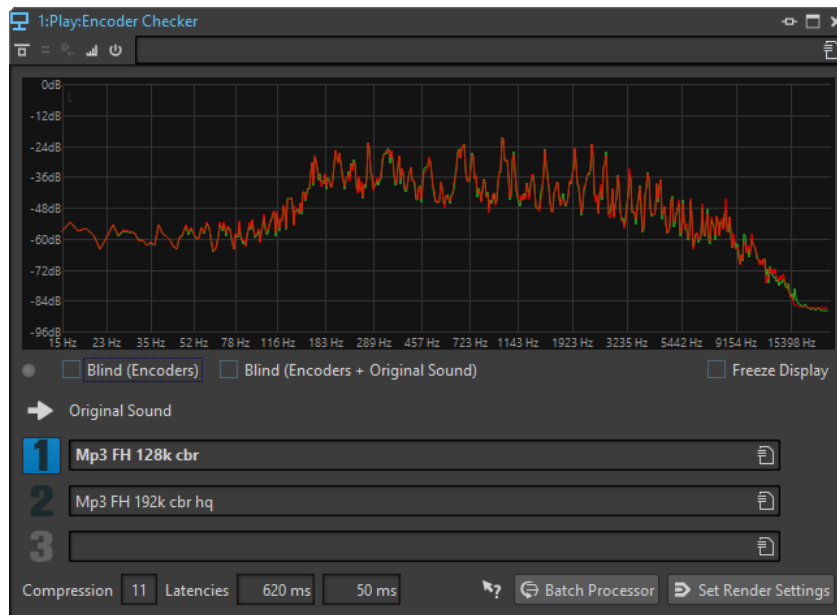 1:Play:Encoder Checker
0dB
-12dB
-24dB
-36dB
-48dB
-60dB
-72dB
-84dB
-96dB
15 Hz 23 Hz 35 Hz 52 Hz 78 Hz 116 Hz 183 Hz 289 Hz 457 Hz 723 Hz 1143 Hz 1923 Hz 3235 Hz 5442 Hz 9154 Hz 15398 Hz
Blind (Encoders) Blind (Encoders + Original Sound) Freeze Display
Original Sound
1 Mp3 FH 128k cbr
2 Mp3 FH 192k cbr hq
3
Compression 11 Latencies 620 ms 50 ms ? Batch Processor Set Render Settings